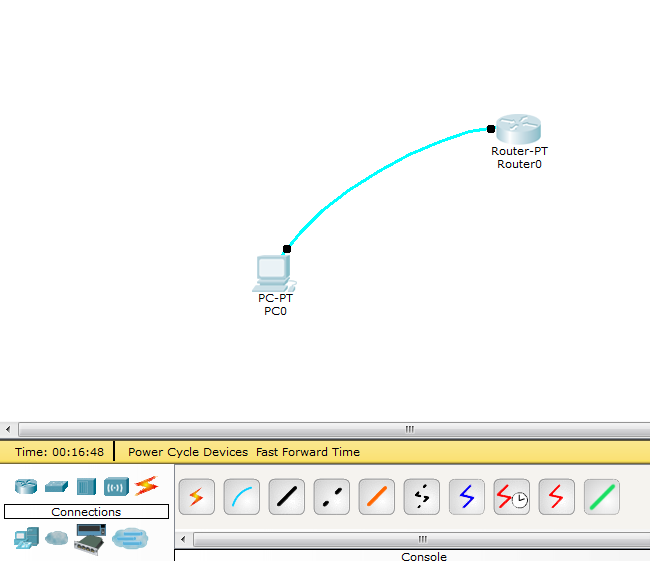 Router-PT
Router0
PC-PT
PC0
Time: 00:16:48 Power Cycle Devices Fast Forward Time
Connections
Console